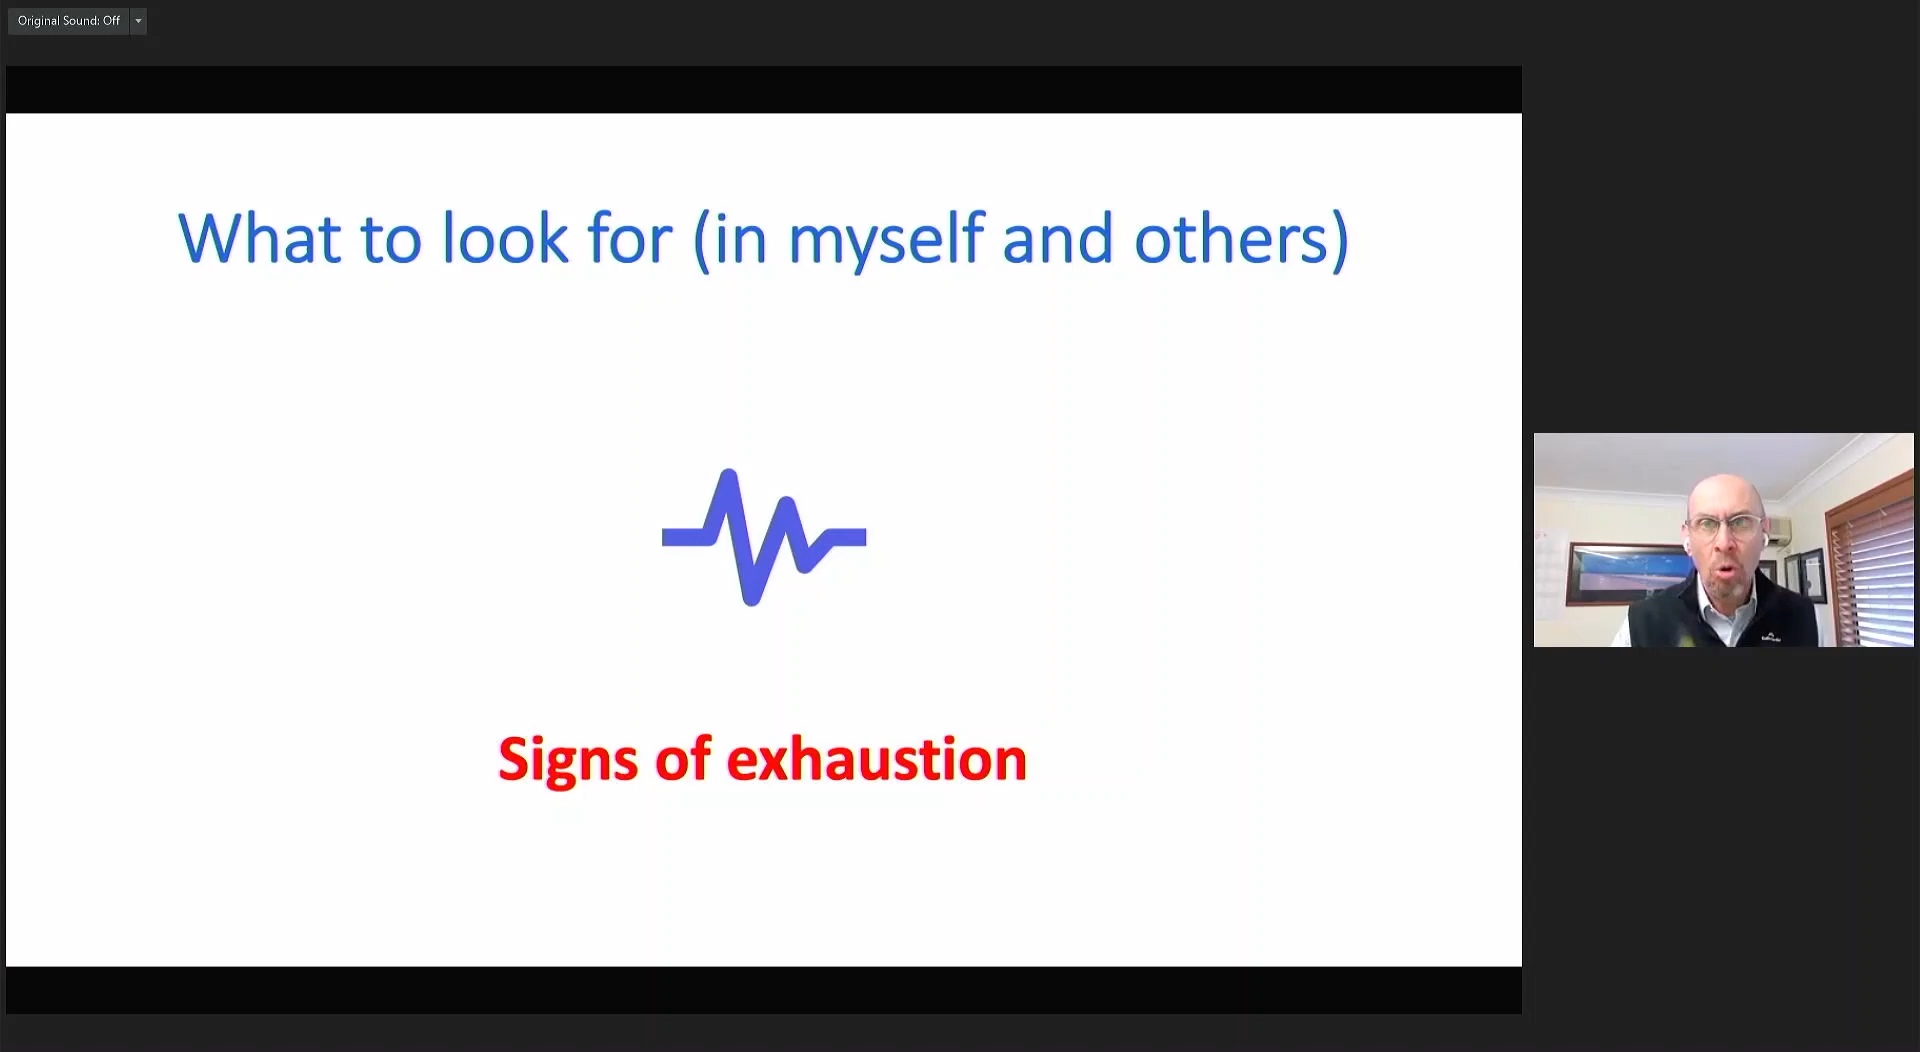 Original Sound: Off
What to look for (in myself and others)
Signs of exhaustion